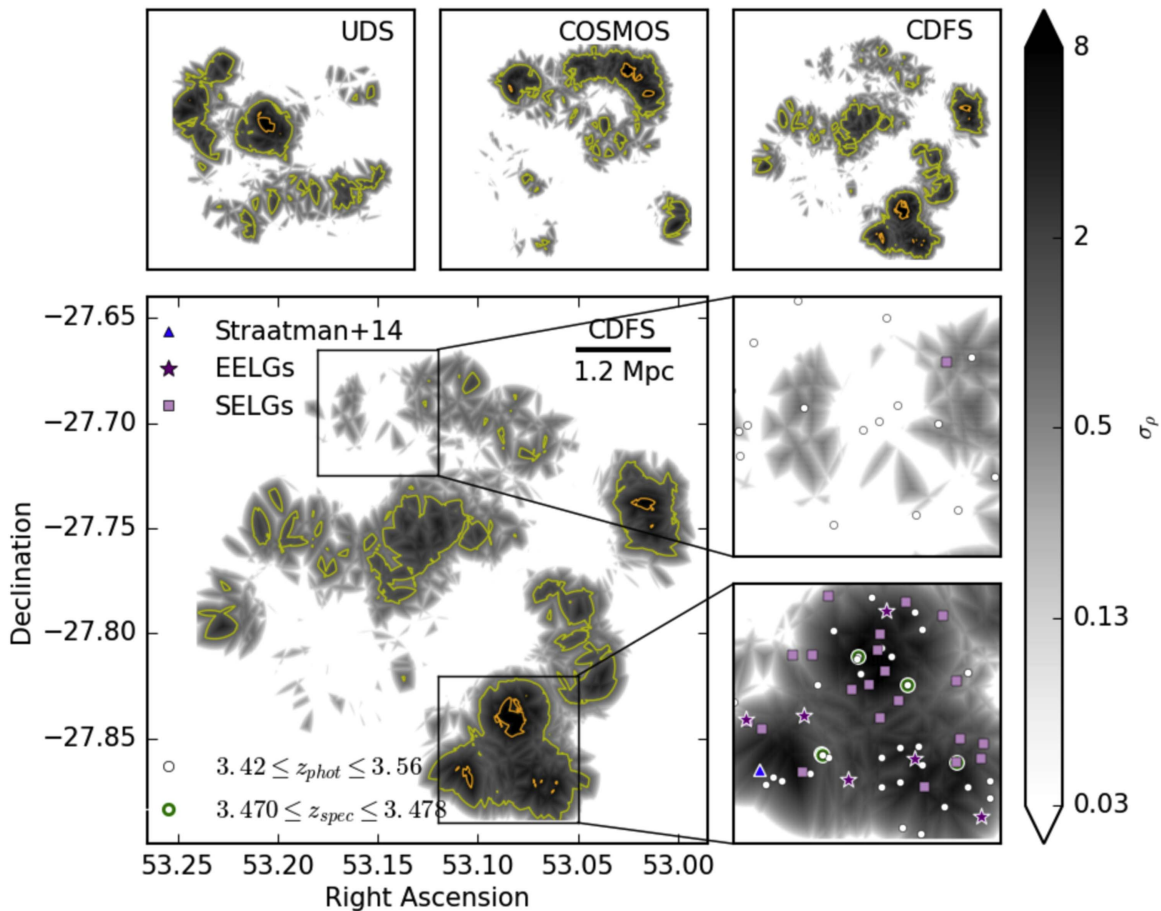 UDS
COSMOS
CDFS
8
2
0.5
0.13
0.03
σρ
−27.65
−27.70
−27.75
−27.80
−27.85
Declination
Straatman+14
EELGs
SELGs
CDFS
1.2 Mpc
3.42 ≤ zphot ≤ 3.56
3.470 ≤ zspec ≤ 3.478
53.25 53.20 53.15 53.10 53.05 53.00
Right Ascension